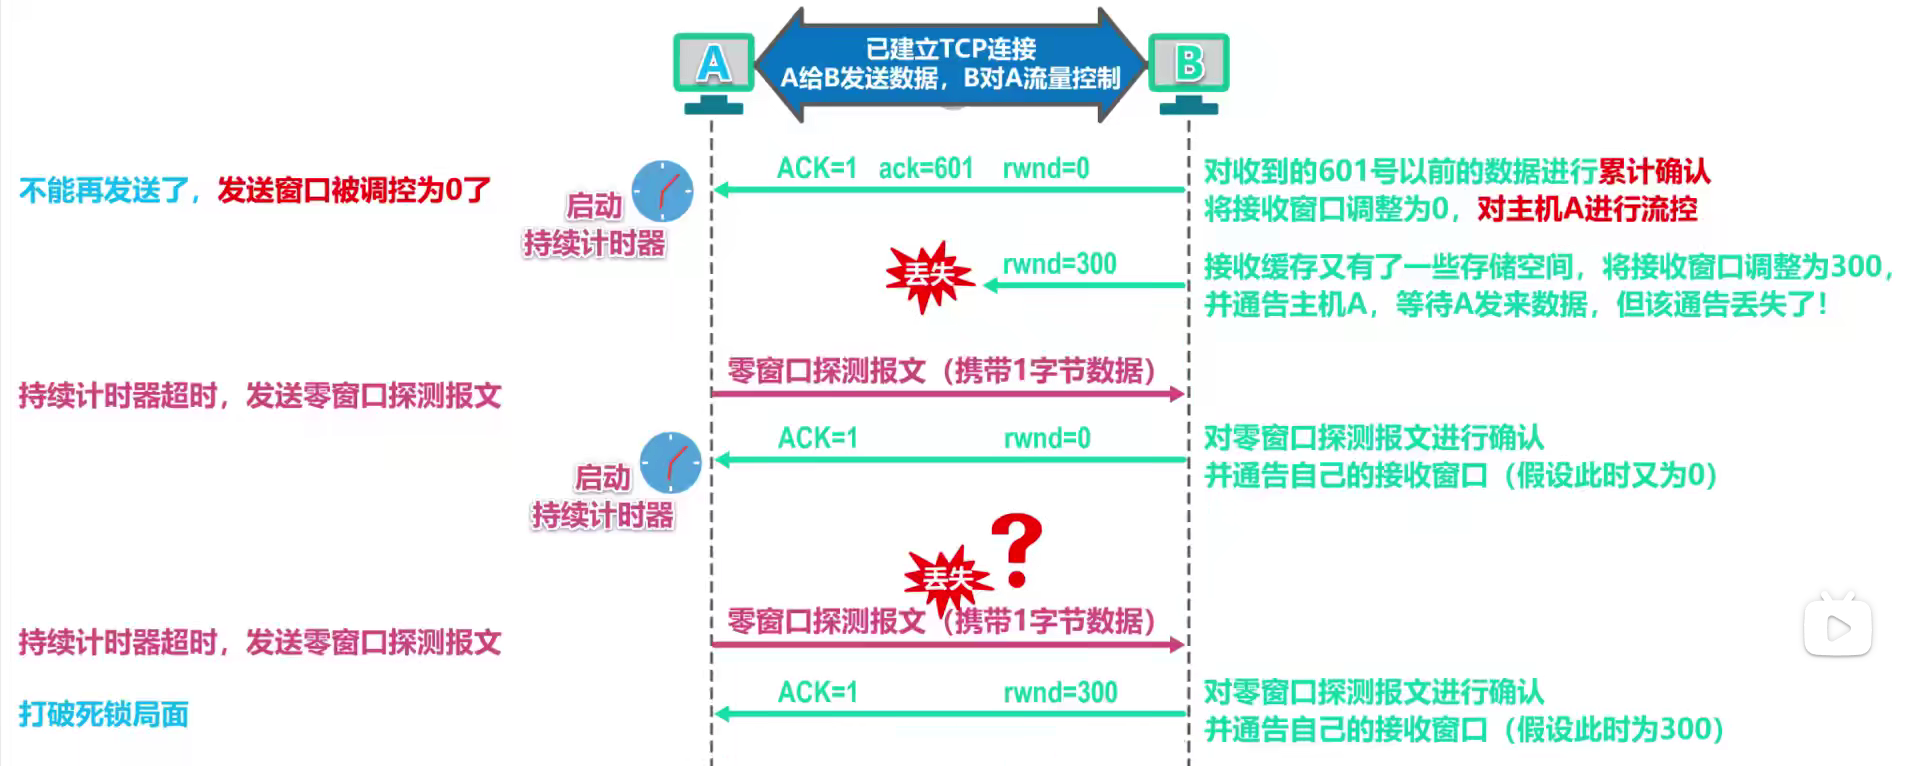 已建立TCP连接
A给B发送数据，B对A流量控制
A
B
ACK=1 ack=601 rwnd=0
不能再发送了，发送窗口被调控为0了
启动
持续计时器
对收到的601号以前的数据进行累计确认
将接收窗口调整为0，对主机A进行流控
丢失
rwnd=300
接收缓存又有了一些存储空间，将接收窗口调整为300，
并通告主机A，等待A发来数据，但该通告丢失了！
持续计时器超时，发送零窗口探测报文
零窗口探测报文（携带1字节数据）
ACK=1 rwnd=0
启动
持续计时器
对零窗口探测报文进行确认
并通告自己的接收窗口（假设此时又为0）
丢失
?
零窗口探测报文（携带1字节数据）
持续计时器超时，发送零窗口探测报文
ACK=1 rwnd=300
打破死锁局面
对零窗口探测报文进行确认
并通告自己的接收窗口（假设此时为300）